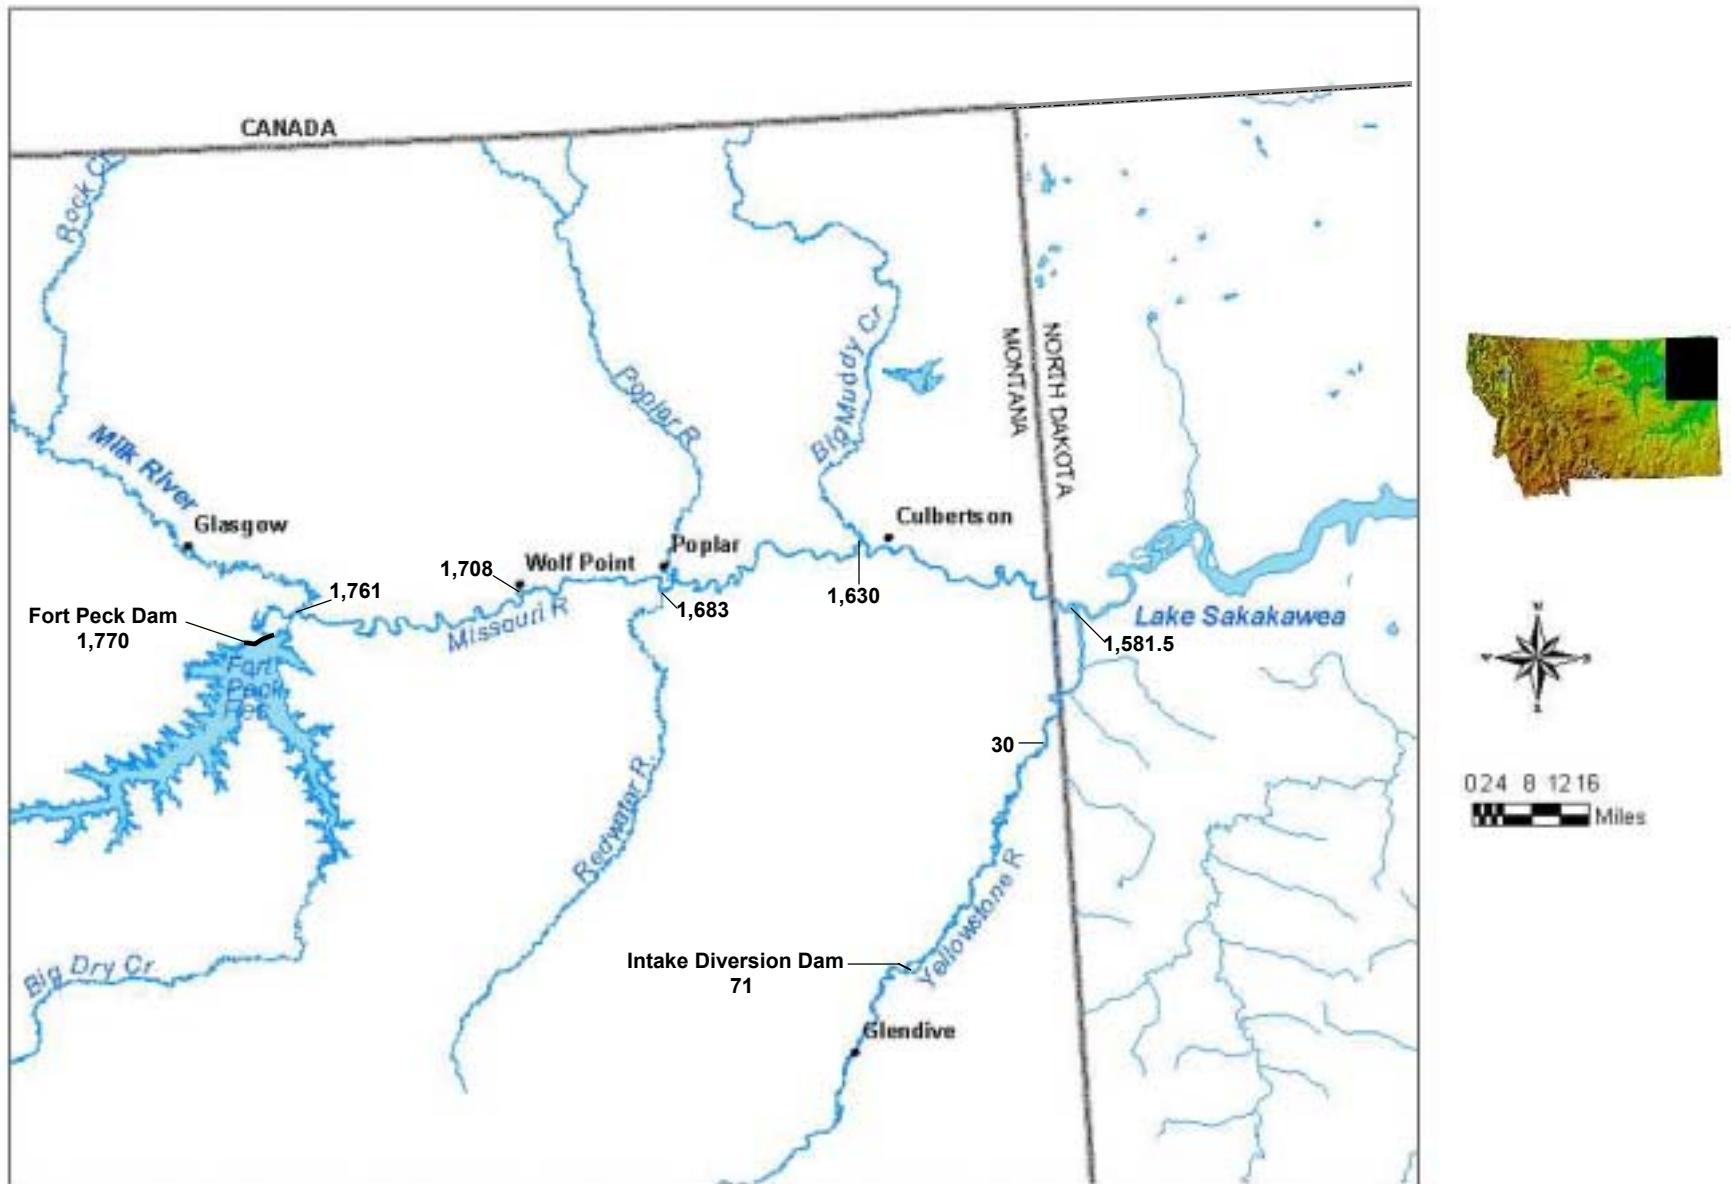 CANADA
Rock Cr
Poplar R
Big Muddy Cr
NORTH DAKOTA
MONTANA
Milk River
Glasgow
Culbertson
Poplar
Wolf Point
1,708
1,761
1,683
1,630
Missouri R
Fort Peck Dam
1,770
Lake Sakakawea
1,581.5
Fort
Peck
Res
30
Redwater R.
Yellowstone R
Big Dry Cr
Intake Diversion Dam
71
Glendive
N
S
0 2 4 8 12 16
Miles